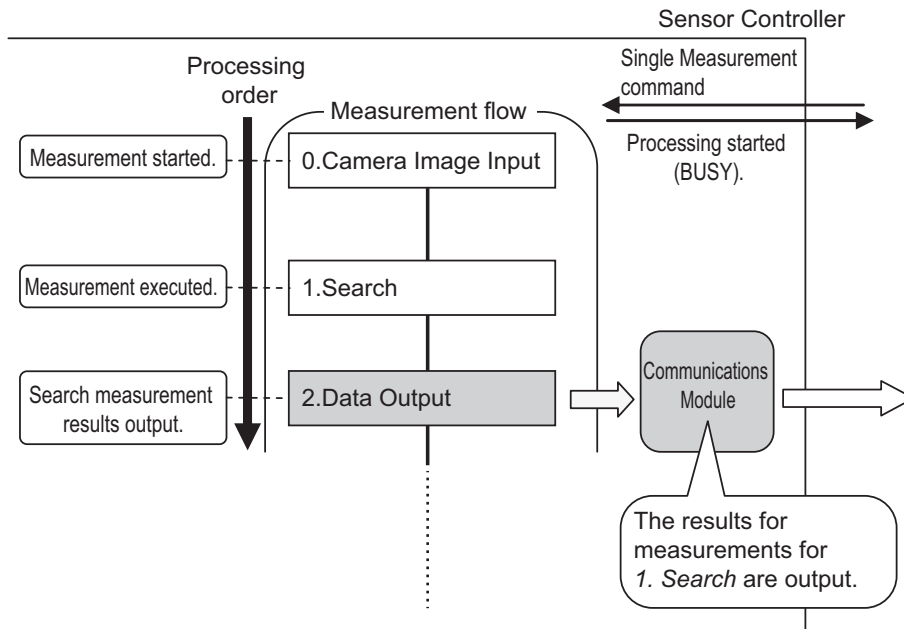 Sensor Controller
Processing
order
Single Measurement
command
Measurement flow
Processing started
(BUSY).
Measurement started.
0.Camera Image Input
Measurement executed.
1.Search
Search measurement
results output.
2.Data Output
Communications
Module
The results for
measurements for
1. Search are output.